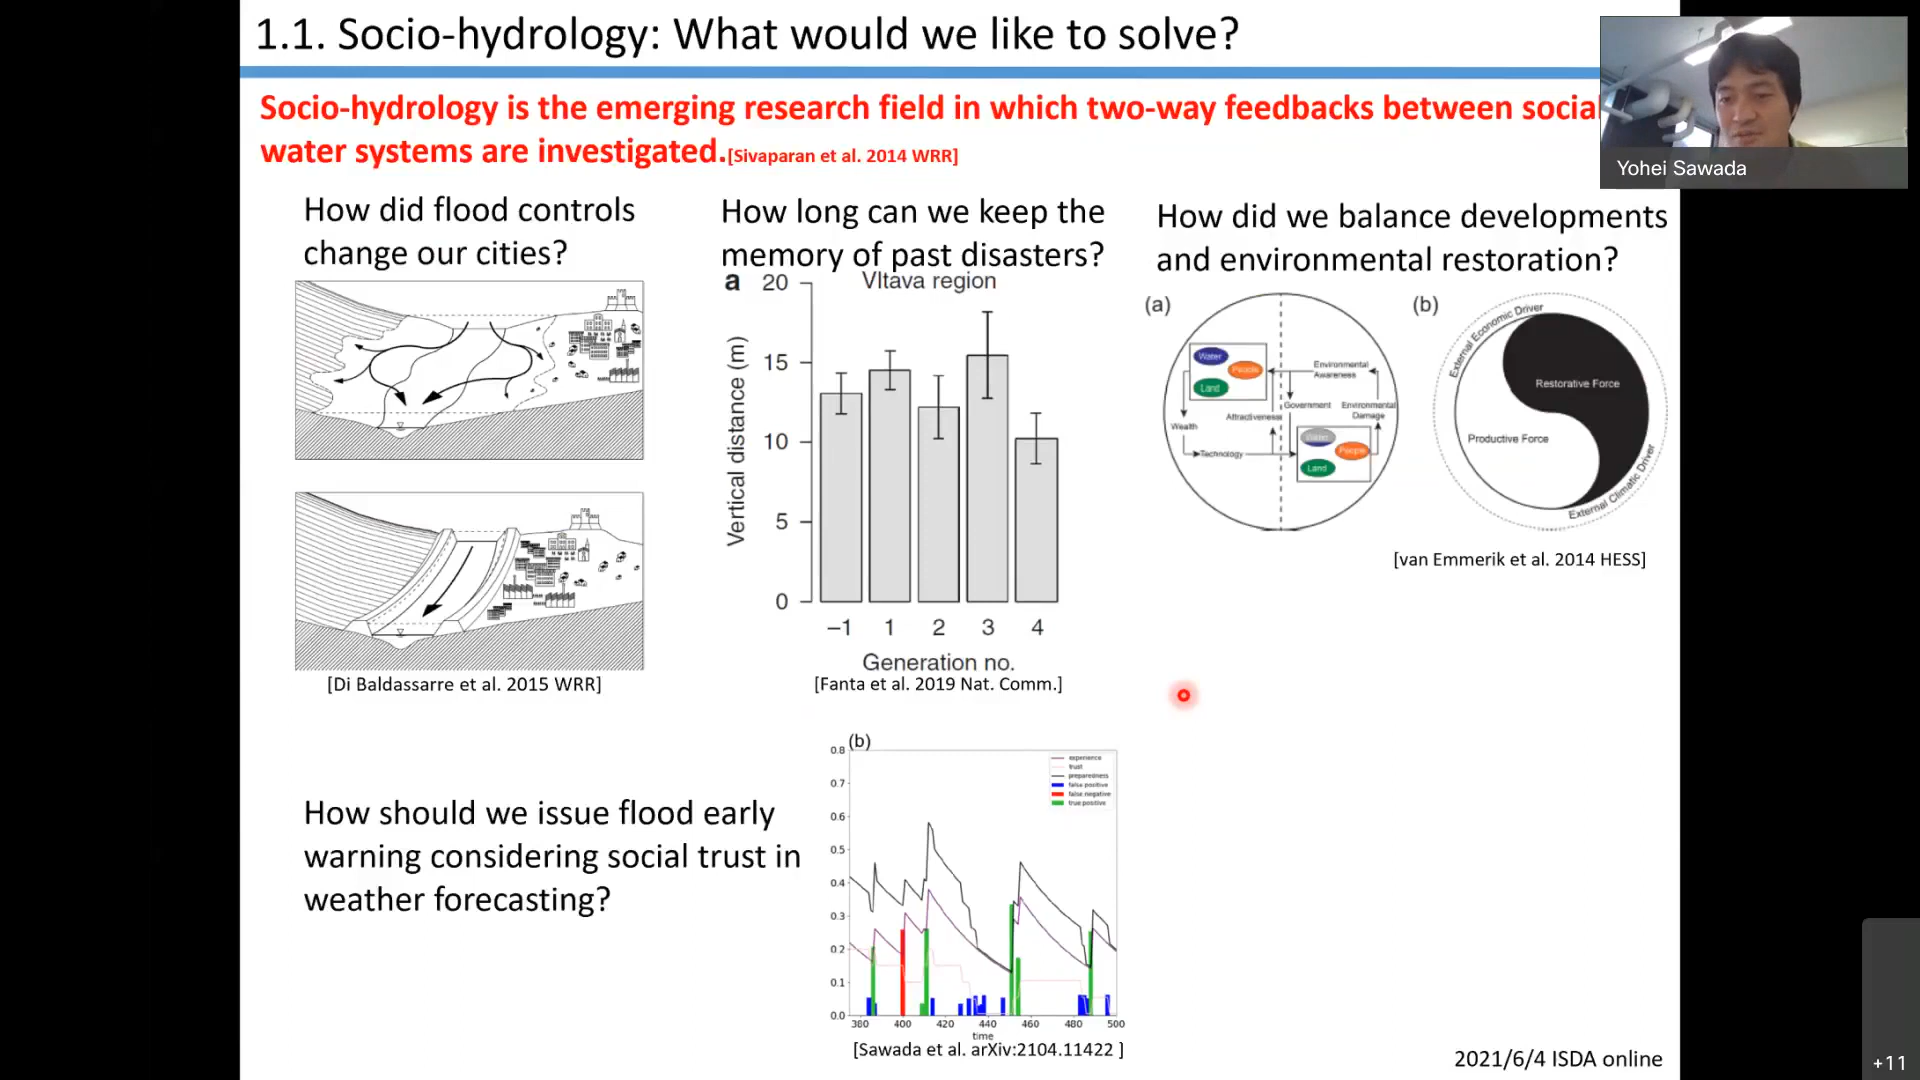 1.1. Socio-hydrology: What would we like to solve?
Socio-hydrology is the emerging research field in which two-way feedbacks between social
water systems are investigated.[Sivaparan et al. 2014 WRR]
Yohei Sawada
How did flood controls
change our cities?
[Di Baldassarre et al. 2015 WRR]
How long can we keep the
memory of past disasters?
a
Vltava region
Vertical distance (m)
20
15
10
5
0
–1 1 2 3 4
Generation no.
[Fanta et al. 2019 Nat. Comm.]
How did we balance developments
and environmental restoration?
(a)
Water
People
Land
Environmental
Awareness
Government
Environmental
Damage
Attractiveness
Wealth
Technology
Water
People
Land
(b)
External Economic Driver
Restorative Force
Productive Force
External Climatic Driver
[van Emmerik et al. 2014 HESS]
How should we issue flood early
warning considering social trust in
weather forecasting?
(b)
0.8
0.7
0.6
0.5
0.4
0.3
0.2
0.1
0.0
experience
trust
preparedness
false positive
false negative
true positive
380 400 420 440 460 480 500
time
[Sawada et al. arXiv:2104.11422 ]
2021/6/4 ISDA online
+11